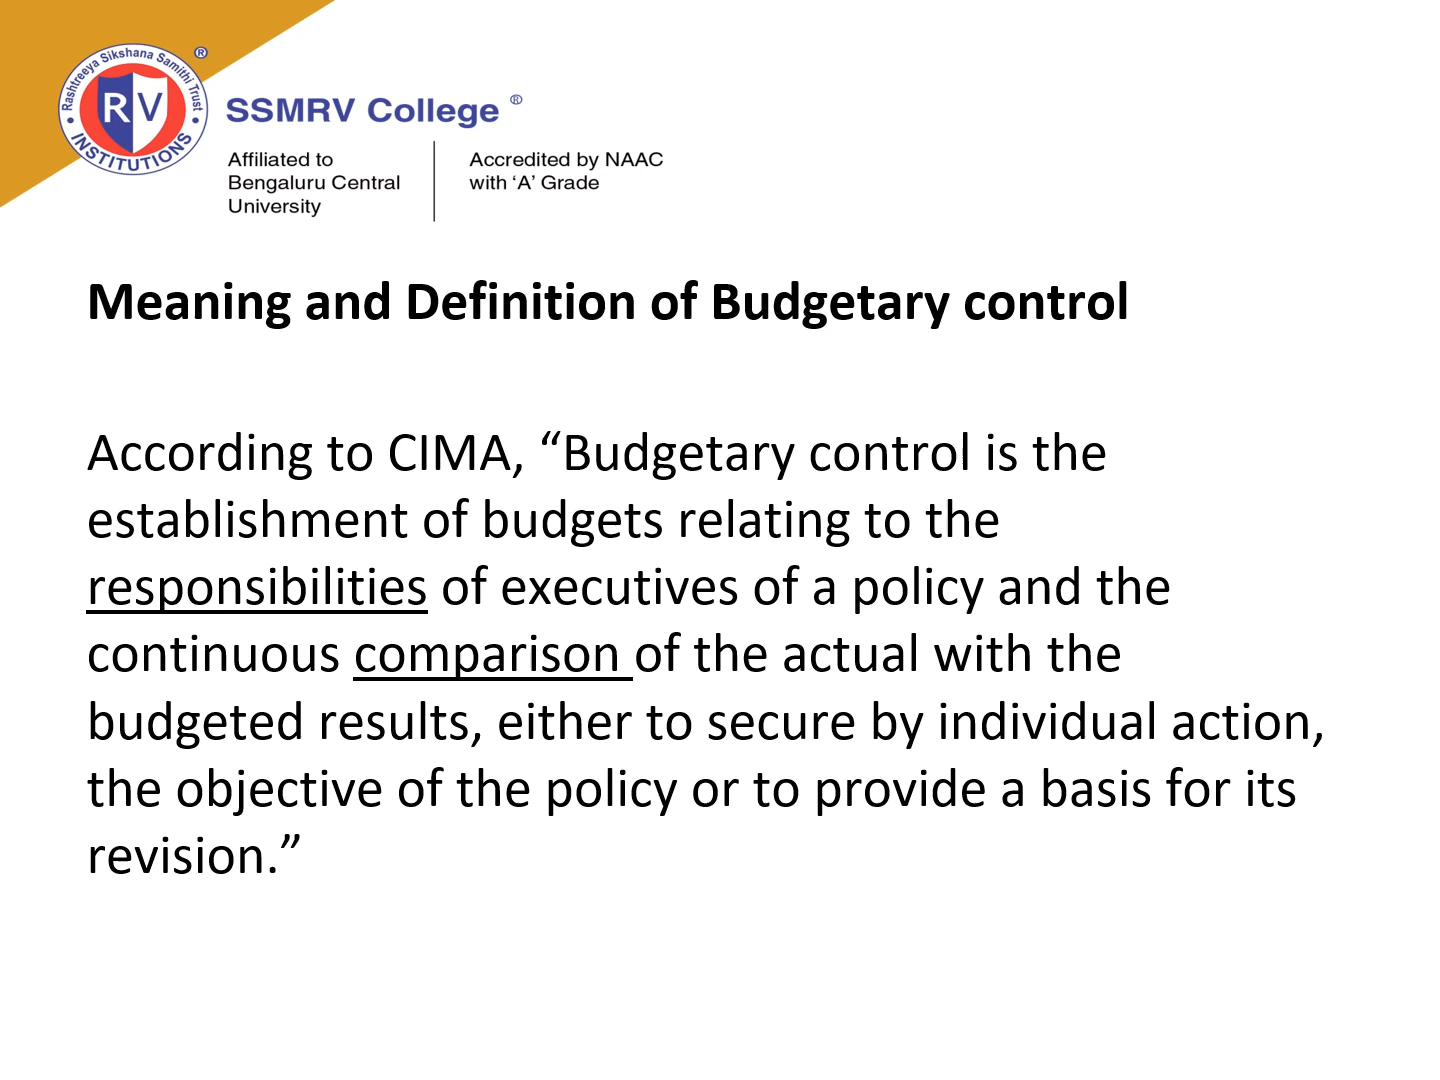 Rashtreeya Sikshana Samithi Trust
®
RV
INSTITUTIONS
SSMRV College ®
Affiliated to
Bengaluru Central
University
Accredited by NAAC
with ‘A’ Grade
Meaning and Definition of Budgetary control
According to CIMA, “Budgetary control is the
establishment of budgets relating to the
responsibilities of executives of a policy and the
continuous comparison of the actual with the
budgeted results, either to secure by individual action,
the objective of the policy or to provide a basis for its
revision.”